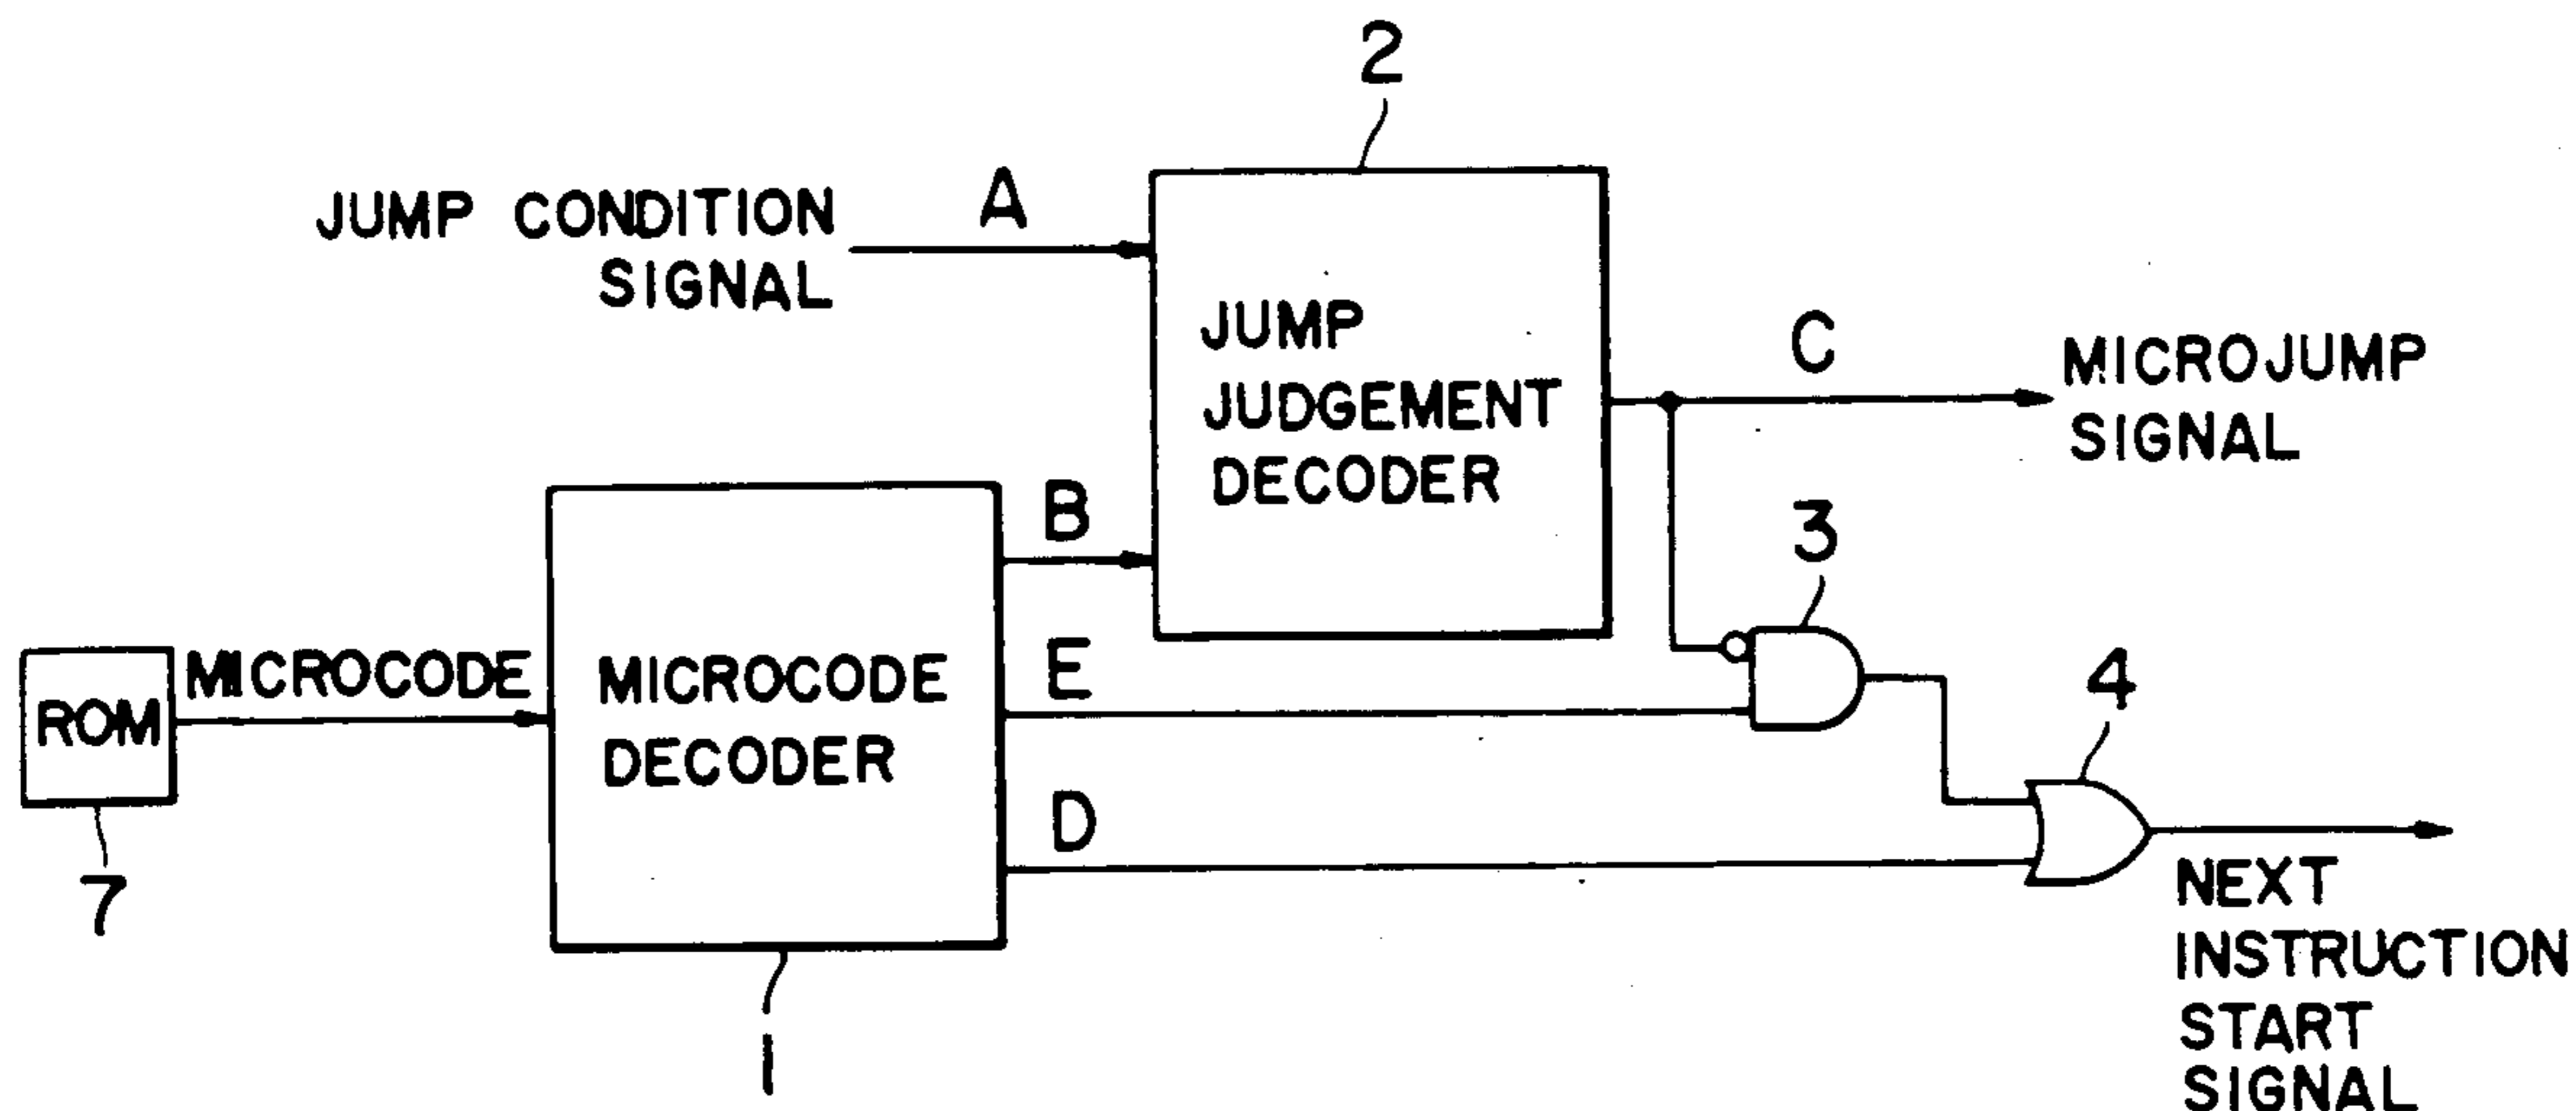 2
A
JUMP CONDITION
SIGNAL
JUMP
JUDGEMENT
DECODER
C
MICROJUMP
SIGNAL
B
3
E
MICROCODE
ROM
MICROCODE
DECODER
4
D
7
1
NEXT
INSTRUCTION
START
SIGNAL